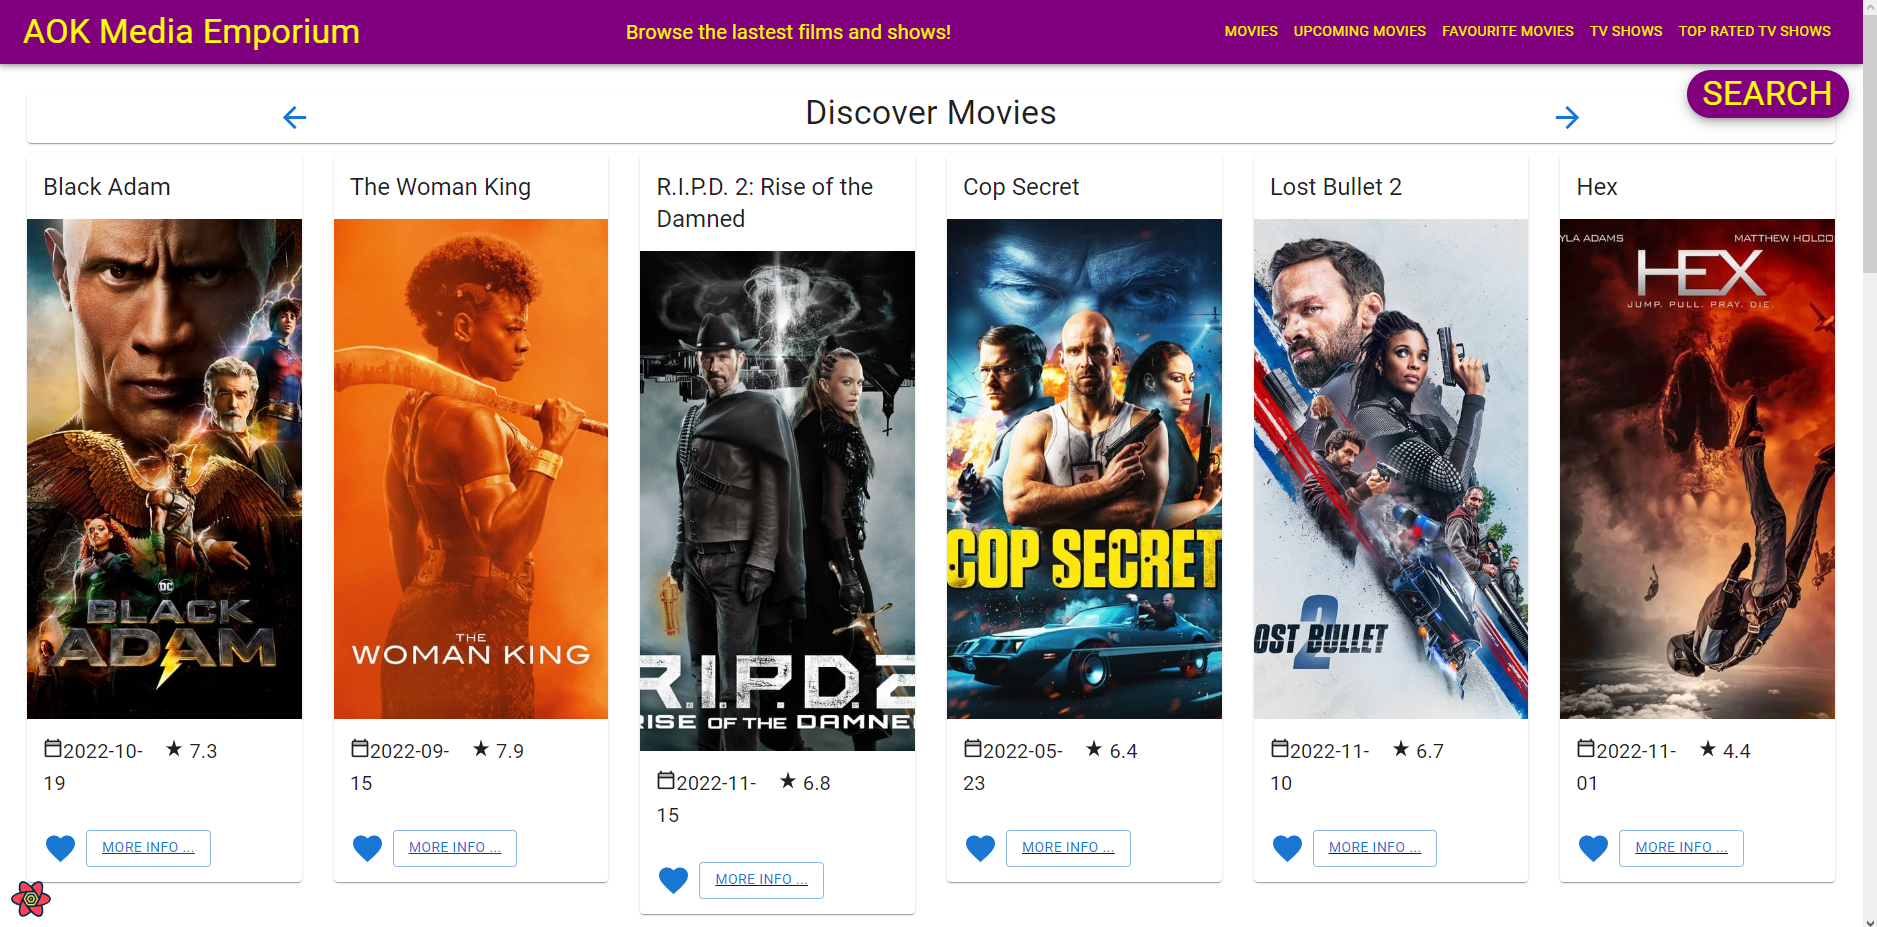 AOK Media Emporium
Browse the lastest films and shows!
MOVIES UPCOMING MOVIES FAVOURITE MOVIES TV SHOWS TOP RATED TV SHOWS
SEARCH
Discover Movies
Black Adam
DC
BLACK
ADAM
2022-10-
19
7.3
MORE INFO ...
The Woman King
THE
WOMAN KING
2022-09-
15
7.9
MORE INFO ...
R.I.P.D. 2: Rise of the
Damned
R.I.P.D. 2
RISE OF THE DAMNE
2022-11-
15
6.8
MORE INFO ...
Cop Secret
COP SECRET
2022-05-
23
6.4
MORE INFO ...
Lost Bullet 2
2
OST BULLET
2022-11-
10
6.7
MORE INFO ...
Hex
YLA ADAMS MATTHEW HOLCO
HEX
JUMP. PULL. PRAY. DIE.
2022-11-
01
4.4
MORE INFO ...